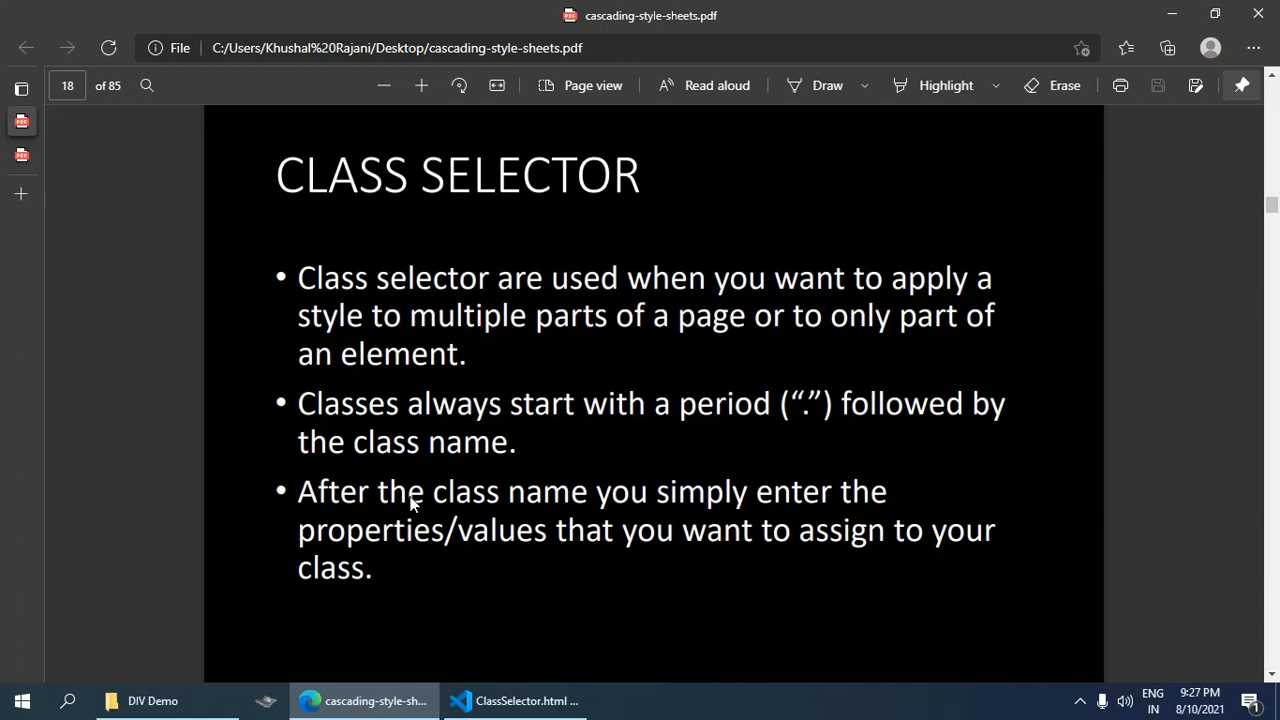 cascading-style-sheets.pdf
File C:/Users/Khushal%20Rajani/Desktop/cascading-style-sheets.pdf
18 of 85 Page view Read aloud Draw Highlight Erase
CLASS SELECTOR
• Class selector are used when you want to apply a
style to multiple parts of a page or to only part of
an element.
• Classes always start with a period (“.”) followed by
the class name.
• After the class name you simply enter the
properties/values that you want to assign to your
class.
DIV Demo cascading-style-sh... ClassSelector.html ... ENG 9:27 PM
IN 8/10/2021